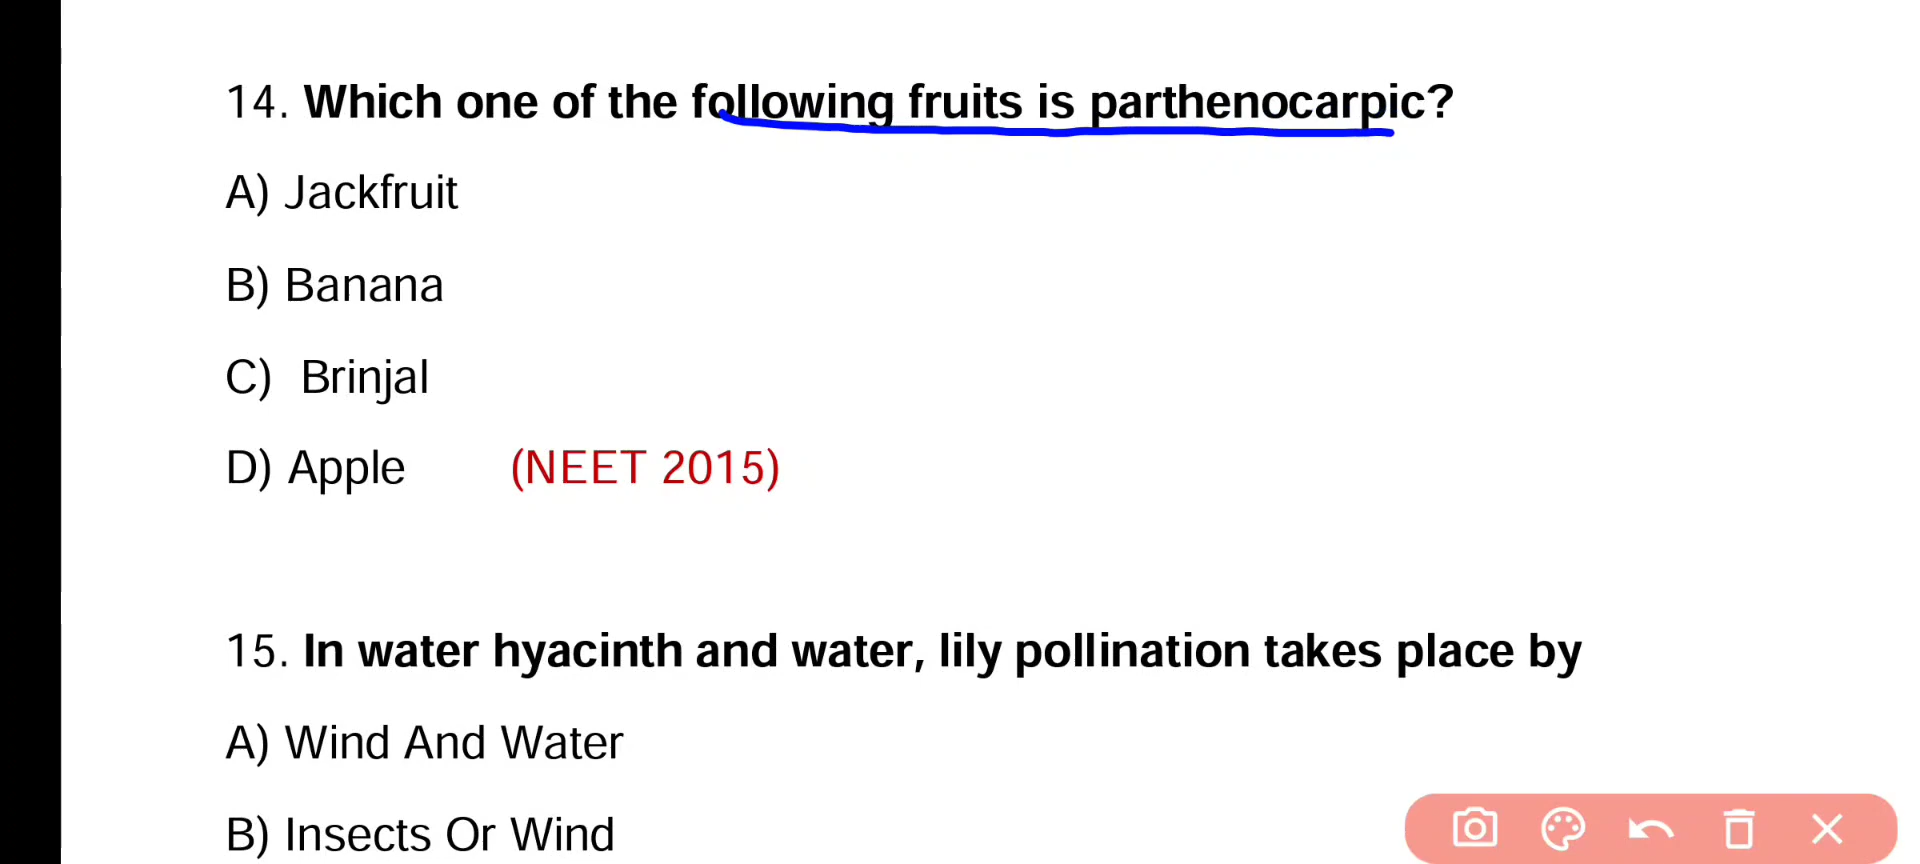 14. Which one of the following fruits is parthenocarpic?
A) Jackfruit
B) Banana
C) Brinjal
D) Apple (NEET 2015)
15. In water hyacinth and water, lily pollination takes place by
A) Wind And Water
B) Insects Or Wind